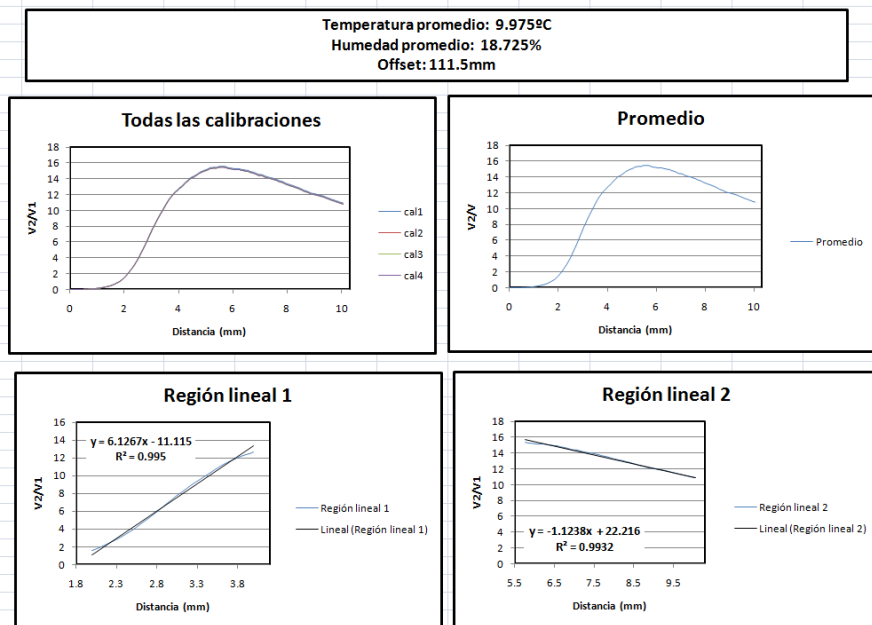 Temperatura promedio: 9.975ºC
Humedad promedio: 18.725%
Offset: 111.5mm
Todas las calibraciones
18
16
14
12
10
8
6
4
2
0
V2/V1
0 2 4 6 8 10
Distancia (mm)
cal1
cal2
cal3
cal4
Promedio
18
16
14
12
10
8
6
4
2
0
V2/V
0 2 4 6 8 10
Distancia (mm)
Promedio
Región lineal 1
16
14
12
10
8
6
4
2
0
V2/V1
y = 6.1267x - 11.115
R² = 0.995
1.8 2.3 2.8 3.3 3.8
Distancia (mm)
Región lineal 1
Lineal (Región lineal 1)
Región lineal 2
18
16
14
12
10
8
6
4
2
0
V2/V1
y = -1.1238x + 22.216
R² = 0.9932
5.5 6.5 7.5 8.5 9.5
Distancia (mm)
Región lineal 2
Lineal (Región lineal 2)